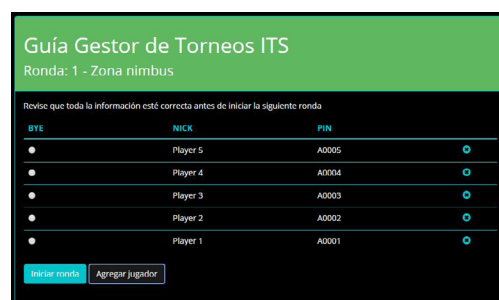 Guía Gestor de Torneos ITS
Ronda: 1 - Zona nimbus
Revise que toda la información esté correcta antes de iniciar la siguiente ronda
BYE NICK PIN
Player 5 A0005
Player 4 A0004
Player 3 A0003
Player 2 A0002
Player 1 A0001
Iniciar ronda Agregar jugador